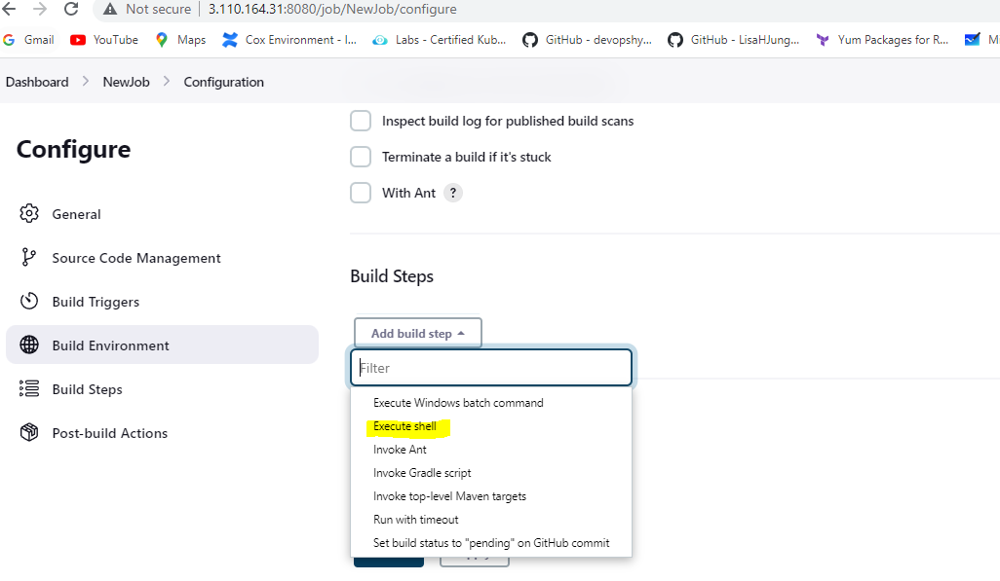 Not secure | 3.110.164.31:8080/job/NewJob/configure
Gmail YouTube Maps Cox Environment - I... Labs - Certified Kub... GitHub - devopshy... GitHub - LisaHJung... Yum Packages for R...
Dashboard > NewJob > Configuration
Configure
General
Source Code Management
Build Triggers
Build Environment
Build Steps
Post-build Actions
Inspect build log for published build scans
Terminate a build if it's stuck
With Ant ?
Build Steps
Add build step
Filter
Execute Windows batch command
Execute shell
Invoke Ant
Invoke Gradle script
Invoke top-level Maven targets
Run with timeout
Set build status to "pending" on GitHub commit